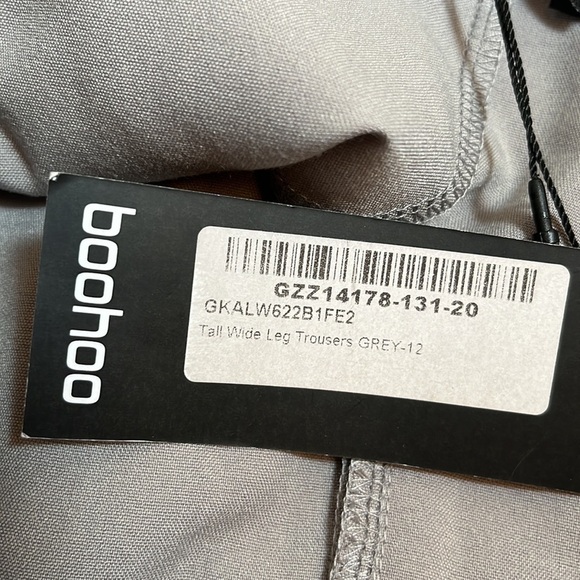 boohoo
GZZ14178-131-20
GKALW622B1FE2
Tall Wide Leg Trousers GREY-12